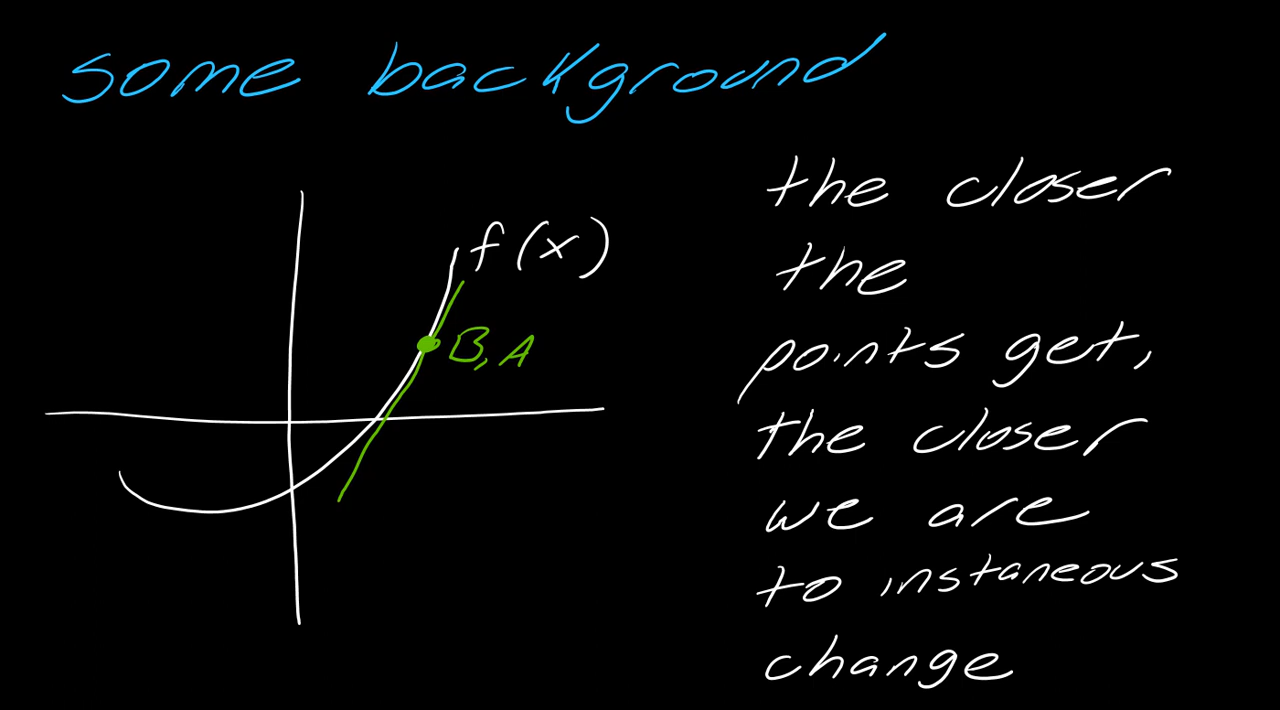 some background
f(x)
B, A
the closer
the
points get,
the closer
we are
to instaneous
change